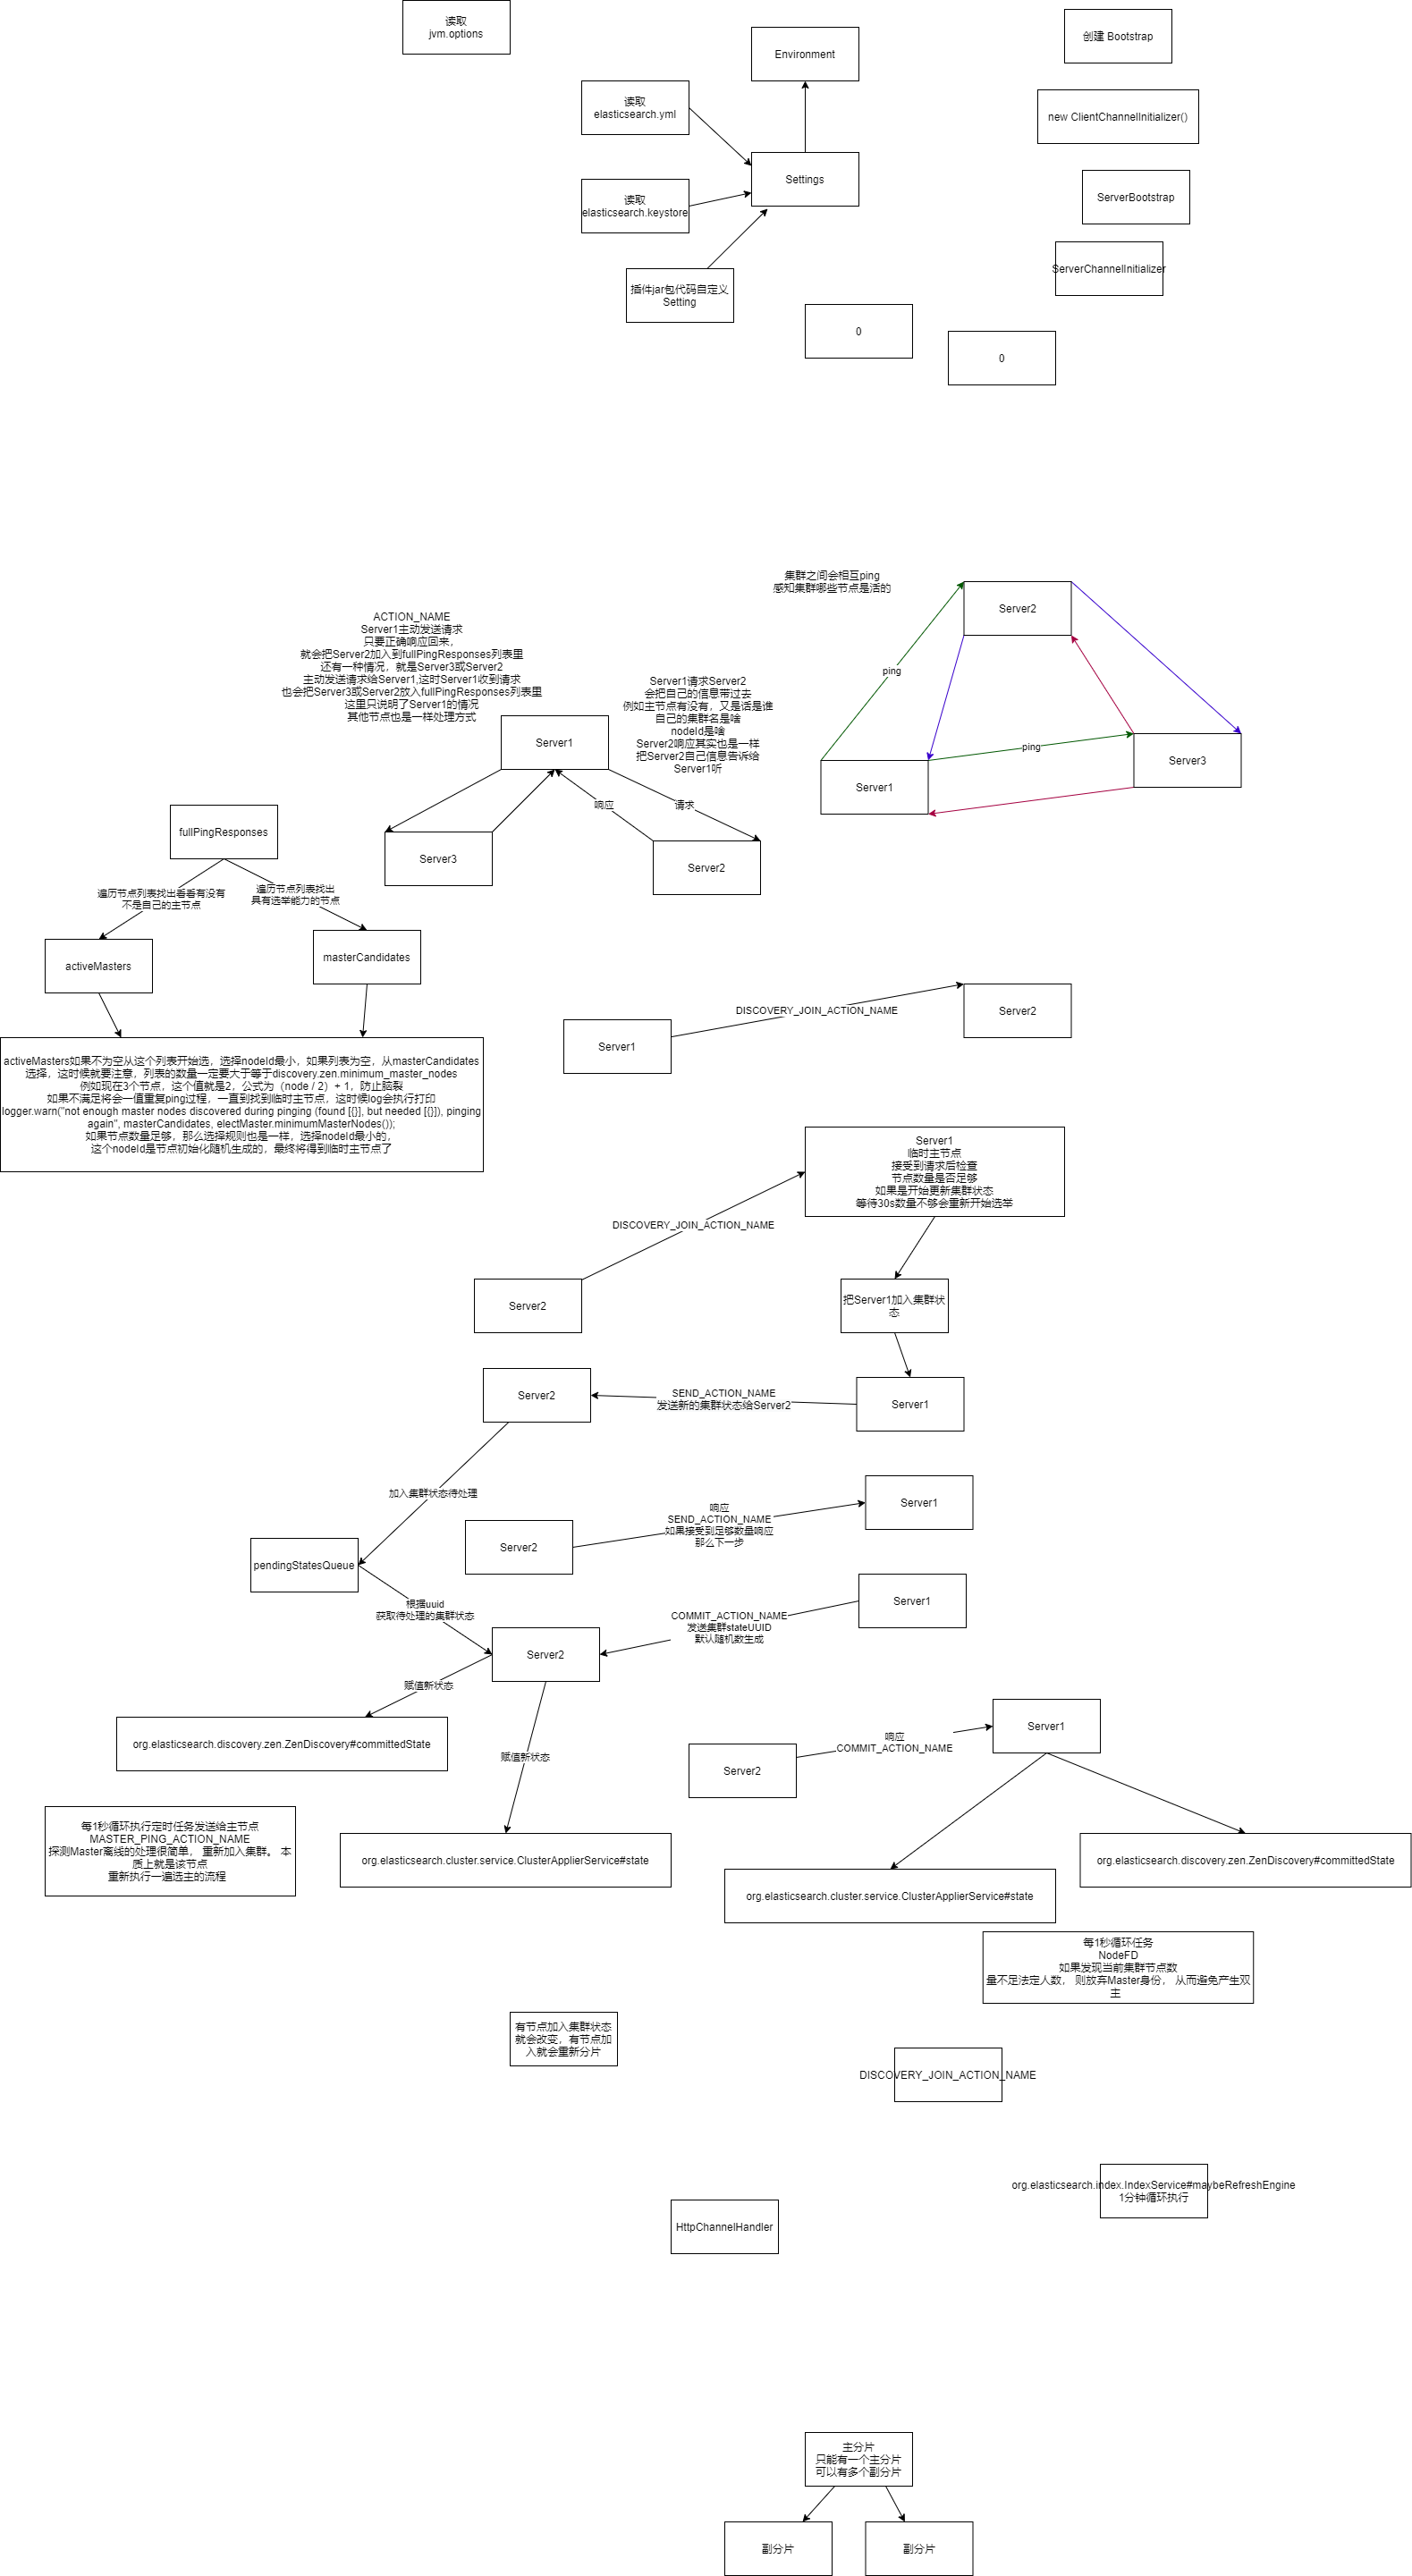 读取
jvm.options
创建 Bootstrap
Environment
读取
elasticsearch.yml
new ClientChannelInitializer()
Settings
读取
elasticsearch.keystore
ServerBootstrap
ServerChannelInitializer
插件jar包代码自定义
Setting
0
0
集群之间会相互ping
感知集群哪些节点是活的
Server2
ping
ping
Server3
Server1
ACTION_NAME
Server1主动发送请求
只要正确响应回来，
就会把Server2加入到fullPingResponses列表里
还有一种情况，就是Server3或Server2
主动发送请求给Server1,这时Server1收到请求
也会把Server3或Server2放入fullPingResponses列表里
这里只说明了Server1的情况
其他节点也是一样处理方式
Server1请求Server2
会把自己的信息带过去
例如主节点有没有，又是话是谁
自己的集群名是啥
nodeId是啥
Server2响应其实也是一样
把Server2自己信息告诉给
Server1听
Server1
响应
请求
Server3
Server2
fullPingResponses
遍历节点列表找出看看有没有
不是自己的主节点
遍历节点列表找出
具有选举能力的节点
activeMasters
masterCandidates
activeMasters如果不为空从这个列表开始选，选择nodeId最小，如果列表为空，从masterCandidates
选择，这时候就要注意，列表的数量一定要大于等于discovery.zen.minimum_master_nodes
例如现在3个节点，这个值就是2，公式为（node / 2）+ 1，防止脑裂
如果不满足将会一值重复ping过程，一直到找到临时主节点，这时候log会执行打印
logger.warn("not enough master nodes discovered during pinging (found [{}], but needed [{}]), pinging
again", masterCandidates, electMaster.minimumMasterNodes());
如果节点数量足够，那么选择规则也是一样，选择nodeId最小的，
这个nodeId是节点初始化随机生成的，最终将得到临时主节点了
DISCOVERY_JOIN_ACTION_NAME
Server2
Server1
Server1
临时主节点
接受到请求后检查
节点数量是否足够
如果是开始更新集群状态
等待30s数量不够会重新开始选举
DISCOVERY_JOIN_ACTION_NAME
Server2
把Server1加入集群状
态
Server2
SEND_ACTION_NAME
发送新的集群状态给Server2
Server1
加入集群状态待处理
响应
SEND_ACTION_NAME
如果接受到足够数量响应
那么下一步
Server1
Server2
pendingStatesQueue
根据uuid
获取待处理的集群状态
COMMIT_ACTION_NAME
发送集群stateUUID
默认随机数生成
Server1
Server2
赋值新状态
org.elasticsearch.discovery.zen.ZenDiscovery#committedState
赋值新状态
响应
COMMIT_ACTION_NAME
Server1
Server2
每1秒循环执行定时任务发送给主节点
MASTER_PING_ACTION_NAME
探测Master离线的处理很简单， 重新加入集群。 本
质上就是该节点
重新执行一遍选主的流程
org.elasticsearch.cluster.service.ClusterApplierService#state
org.elasticsearch.discovery.zen.ZenDiscovery#committedState
org.elasticsearch.cluster.service.ClusterApplierService#state
每1秒循环任务
NodeFD
如果发现当前集群节点数
量不足法定人数， 则放弃Master身份， 从而避免产生双
主
有节点加入集群状态
就会改变，有节点加
入就会重新分片
DISCOVERY_JOIN_ACTION_NAME
org.elasticsearch.index.IndexService#maybeRefreshEngine
1分钟循环执行
HttpChannelHandler
主分片
只能有一个主分片
可以有多个副分片
副分片
副分片